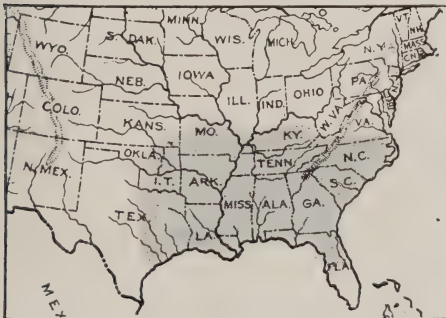 MINN.
VT.
N.H.
WYO.
S. DAK.
WIS.
MICH.
N.Y.
MASS.
CN.
NEB.
IOWA
PA.
ILL.
IND.
OHIO
COLO.
KANS.
MO.
KY.
W.VA.
VA.
OKLA.
TENN.
N.C.
N. MEX.
I.T.
ARK.
S.C.
TEX.
LA.
MISS.
ALA.
GA.
FLA.
MEX